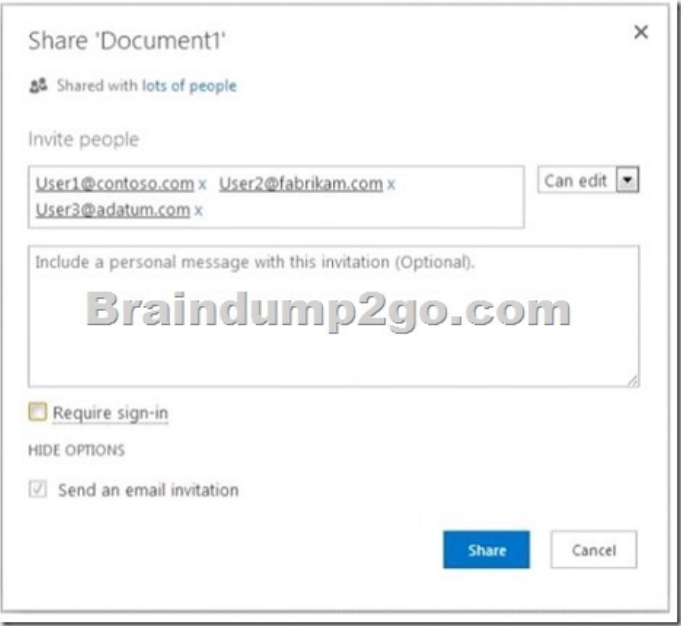 Share 'Document1'
Shared with lots of people
Invite people
User1@contoso.com x User2@fabrikam.com x
User3@adatum.com x
Can edit
Include a personal message with this invitation (Optional).
Braindump2go.com
Require sign-in
HIDE OPTIONS
Send an email invitation
Share
Cancel